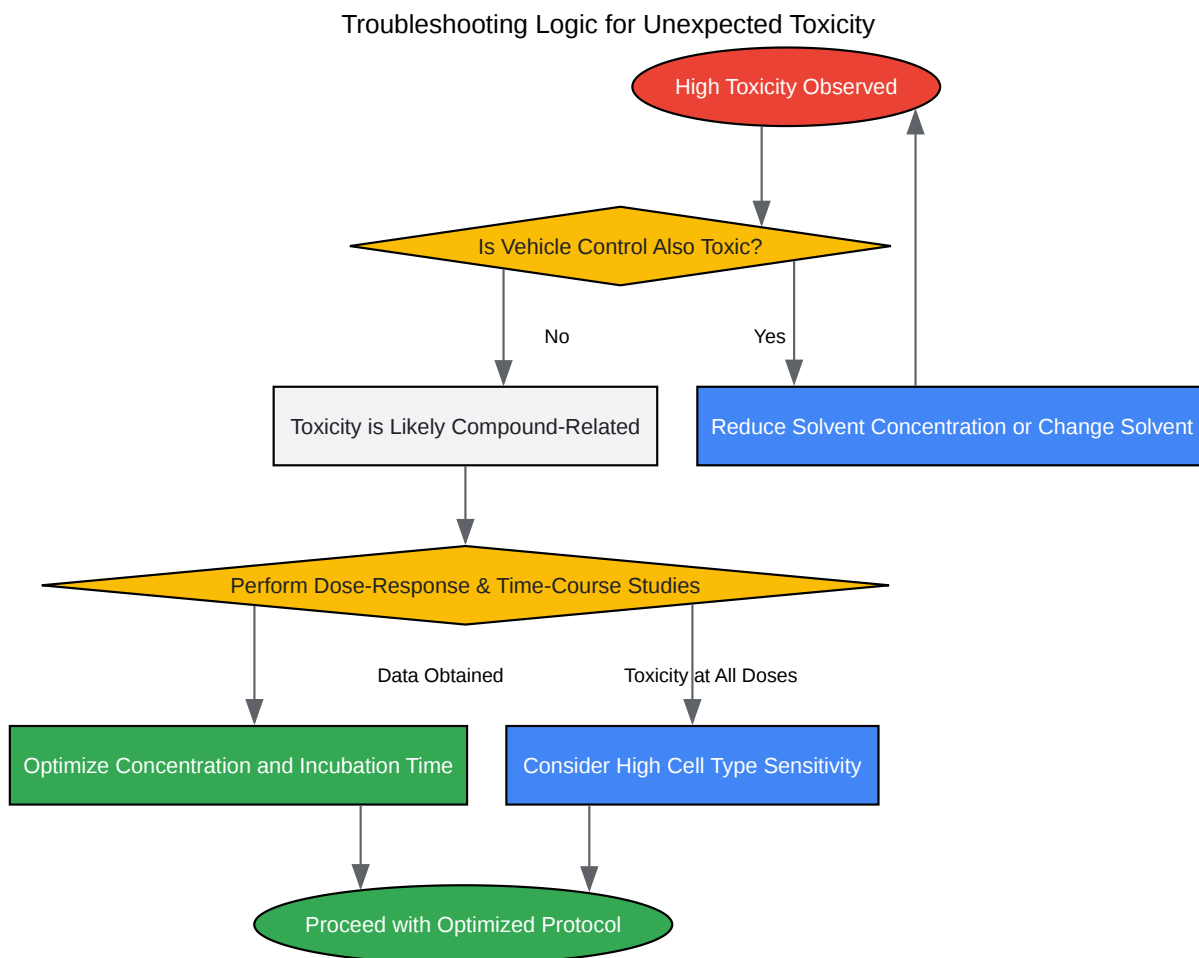 Troubleshooting Logic for Unexpected Toxicity
High Toxicity Observed
Is Vehicle Control Also Toxic?
No
Yes
Toxicity is Likely Compound-Related
Reduce Solvent Concentration or Change Solvent
Perform Dose-Response & Time-Course Studies
Data Obtained
Toxicity at All Doses
Optimize Concentration and Incubation Time
Consider High Cell Type Sensitivity
Proceed with Optimized Protocol